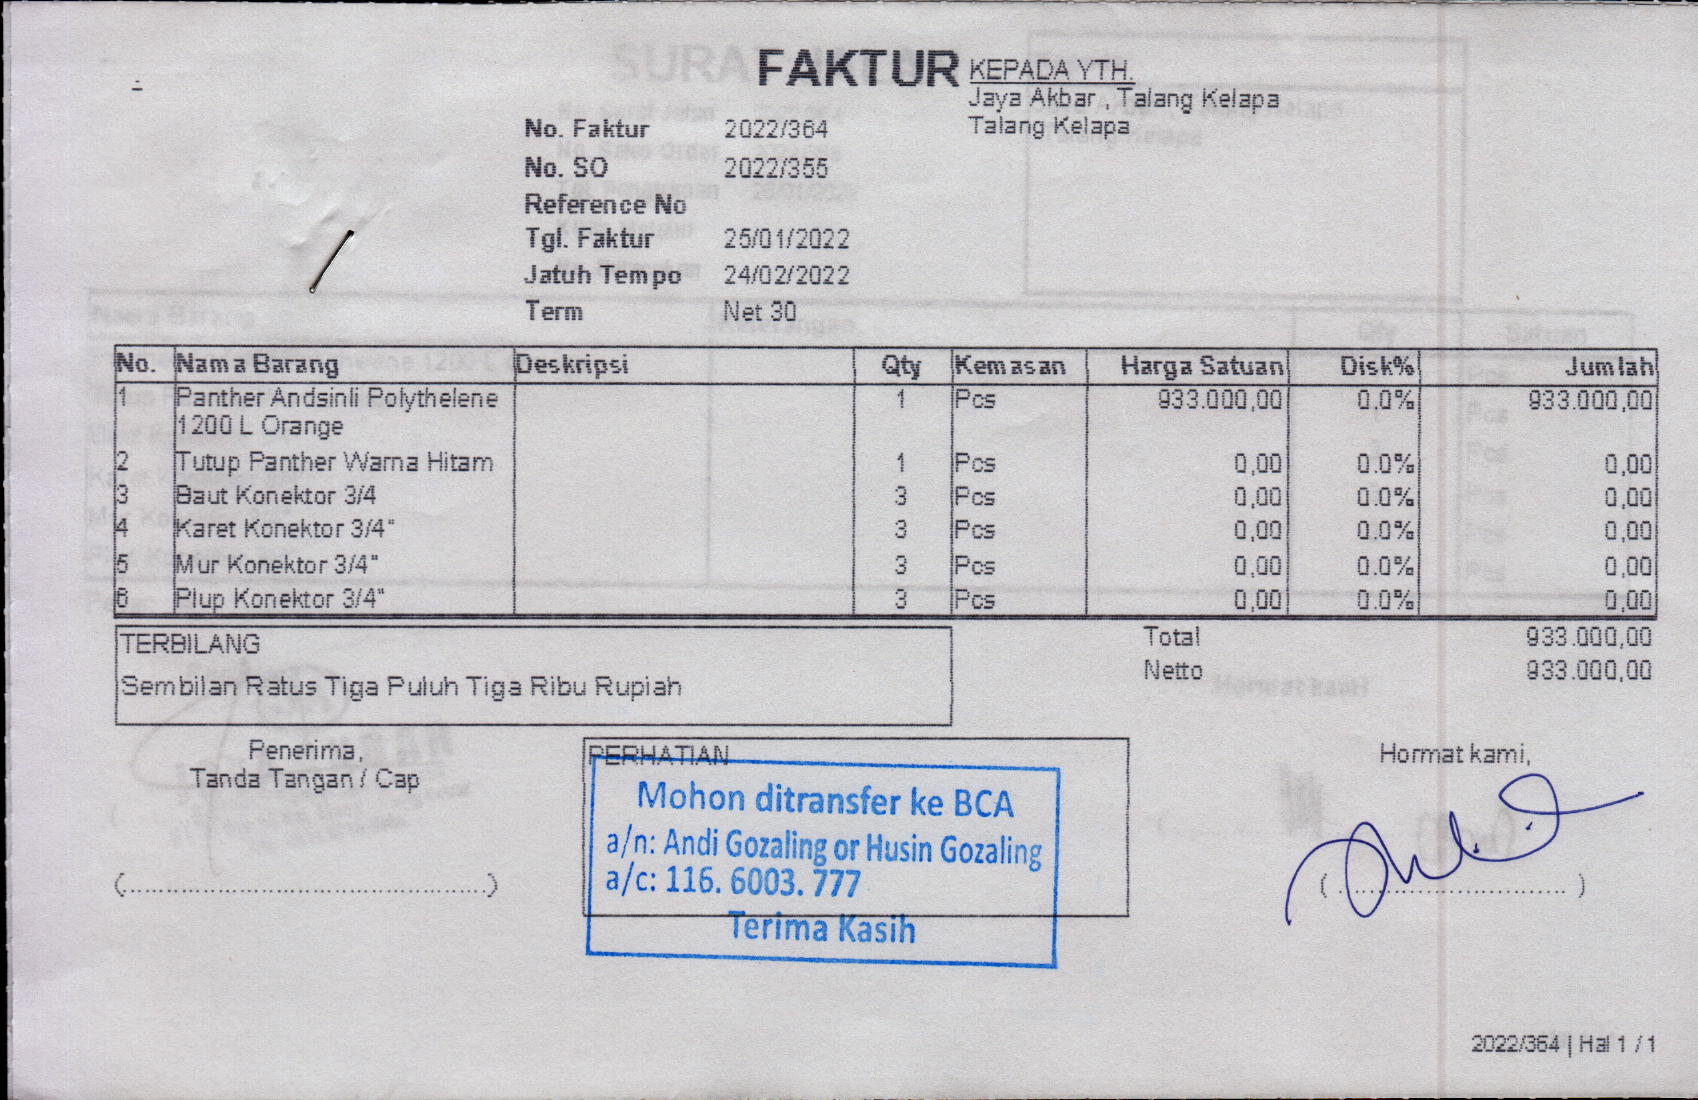 FAKTUR
KEPADA YTH.
Jaya Akbar , Talang Kelapa
Talang Kelapa
No. Faktur 2022/364
No. SO 2022/355
Reference No
Tgl. Faktur 25/01/2022
Jatuh Tempo 24/02/2022
Term Net 30
No. Nama Barang Deskripsi Qty Kemasan Harga Satuan Disk% Jumlah
1 Panther Andsinli Polythelene 1 Pcs 933.000,00 0.0% 933.000,00
1200 L Orange
2 Tutup Panther Warna Hitam 1 Pcs 0,00 0.0% 0,00
3 Baut Konektor 3/4 3 Pcs 0,00 0.0% 0,00
4 Karet Konektor 3/4" 3 Pcs 0,00 0.0% 0,00
5 Mur Konektor 3/4" 3 Pcs 0,00 0.0% 0,00
6 Plup Konektor 3/4" 3 Pcs 0,00 0.0% 0,00
TERBILANG
Sembilan Ratus Tiga Puluh Tiga Ribu Rupiah
Total 933.000,00
Netto 933.000,00
Penerima,
Tanda Tangan / Cap
(..................................................)
PERHATIAN
Mohon ditransfer ke BCA
a/n: Andi Gozaling or Husin Gozaling
a/c: 116. 6003. 777
Terima Kasih
Hormat kami,
( .............................. )
2022/364 | Hal 1 / 1